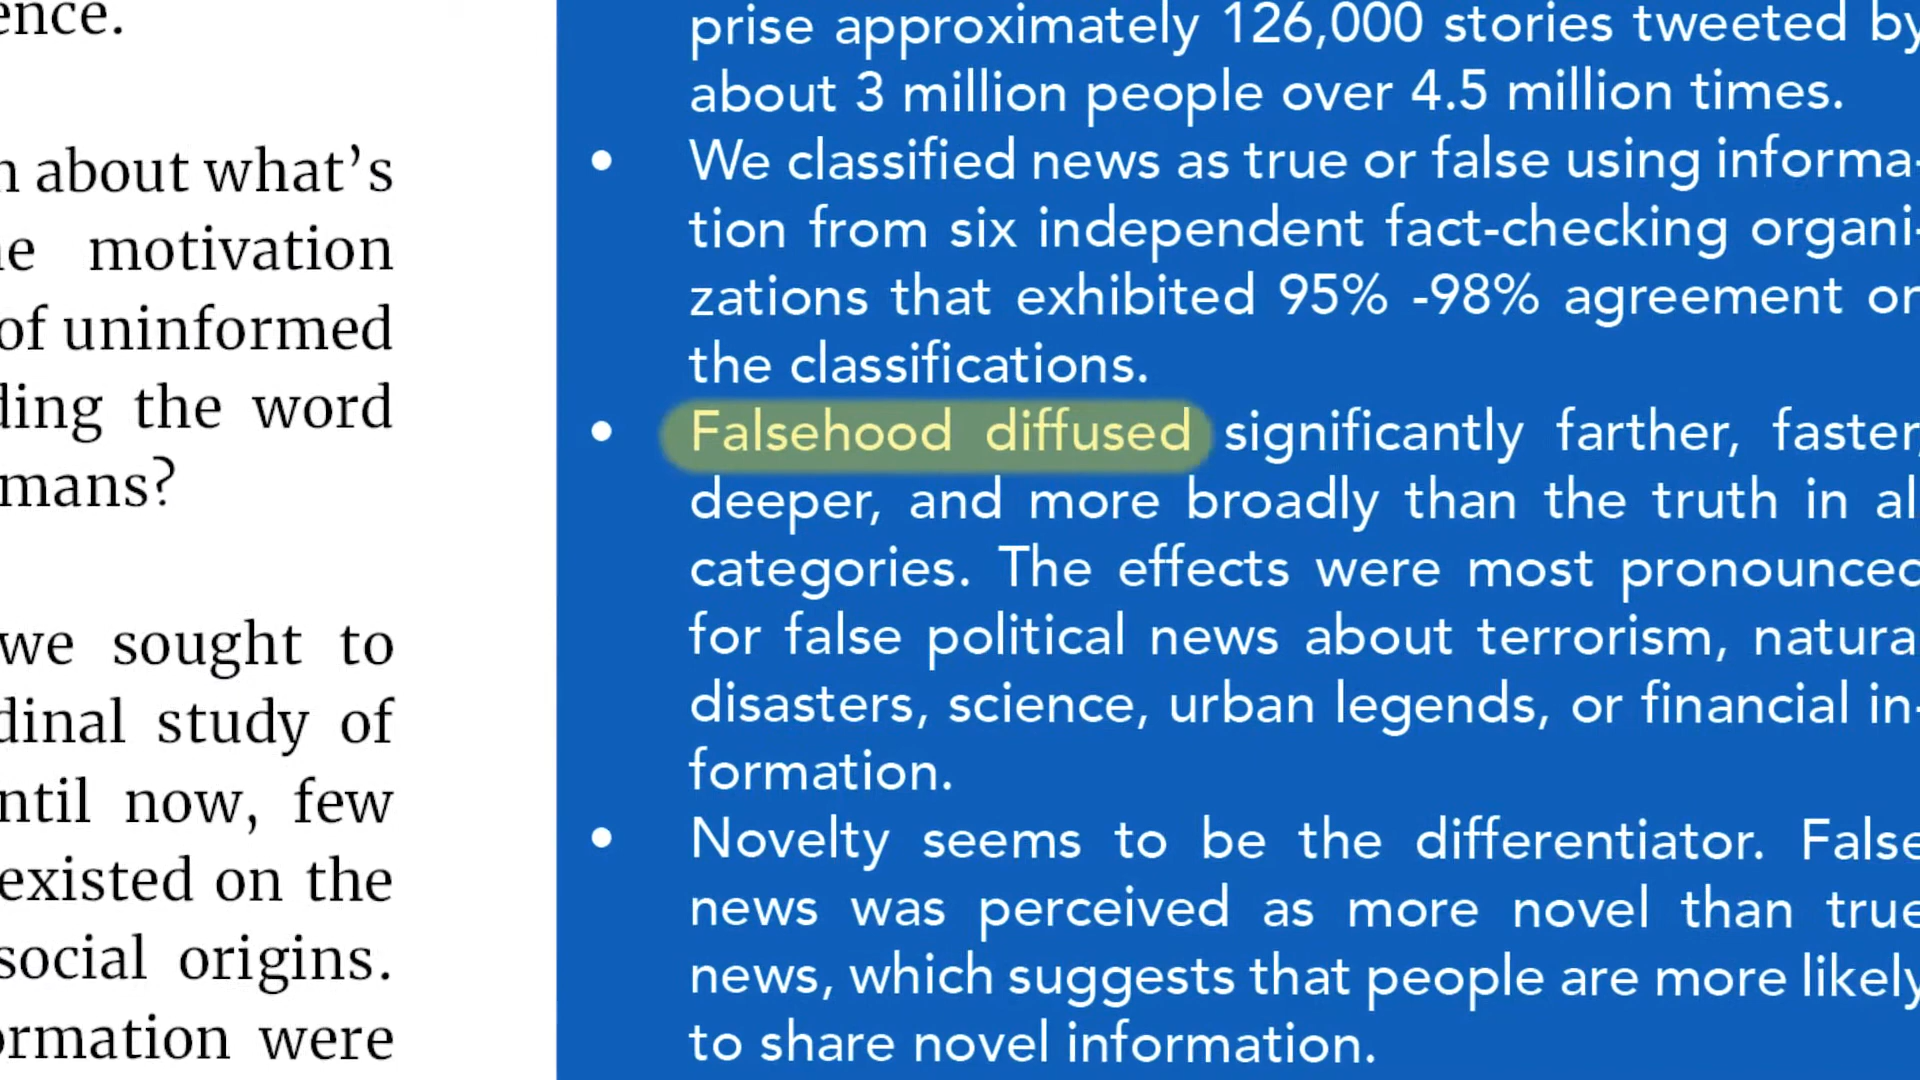 ence.
about what's
motivation
of uninformed
the word
mans?
we sought to
study of
now, few
existed on the
social origins.
were
prise approximately 126,000 stories tweeted by
about 3 million people over 4.5 million times.
• We classified news as true or false using informa-
tion from six independent fact-checking organi-
zations that exhibited 95% -98% agreement on
the classifications.
• Falsehood diffused significantly farther, faster,
deeper, and more broadly than the truth in al
categories. The effects were most pronounced
for false political news about terrorism, natura
disasters, science, urban legends, or financial in-
formation.
• Novelty seems to be the differentiator. False
news was perceived as more novel than true
news, which suggests that people are more likely
to share novel information.